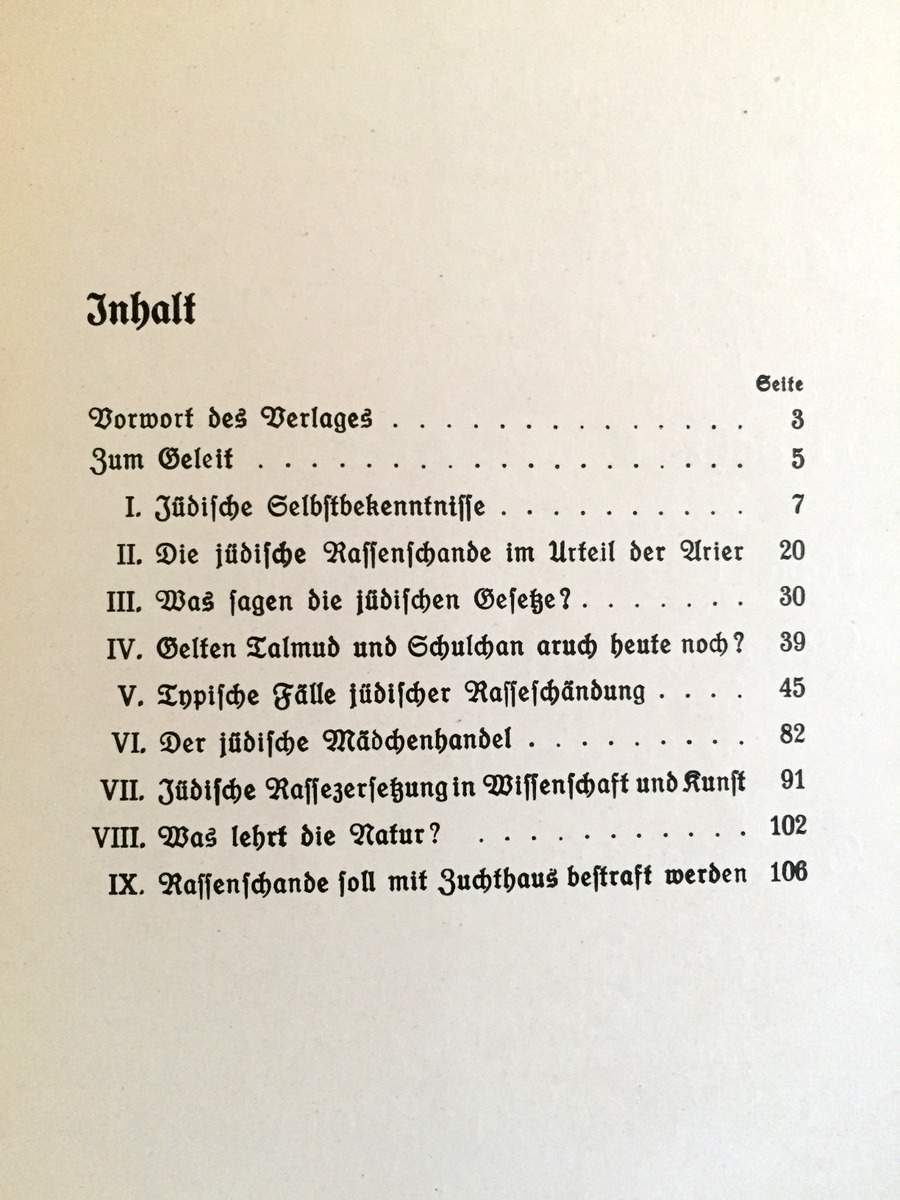 Inhalt
Seite
Vorwort des Verlages . . . . . . . . . . . . . . 3
Zum Geleit . . . . . . . . . . . . . . . . . . . 5
I. Jüdische Selbstbekenntnisse . . . . . . . . . . 7
II. Die jüdische Rassenschande im Urteil der Arier 20
III. Was sagen die jüdischen Gesetze? . . . . . . . 30
IV. Gelten Talmud und Schulchan aruch heute noch? 39
V. Typische Fälle jüdischer Rasseschändung . . . . 45
VI. Der jüdische Mädchenhandel . . . . . . . . . 82
VII. Jüdische Rassezersetzung in Wissenschaft und Kunst 91
VIII. Was lehrt die Natur? . . . . . . . . . . . 102
IX. Rassenschande soll mit Zuchthaus bestraft werden 106